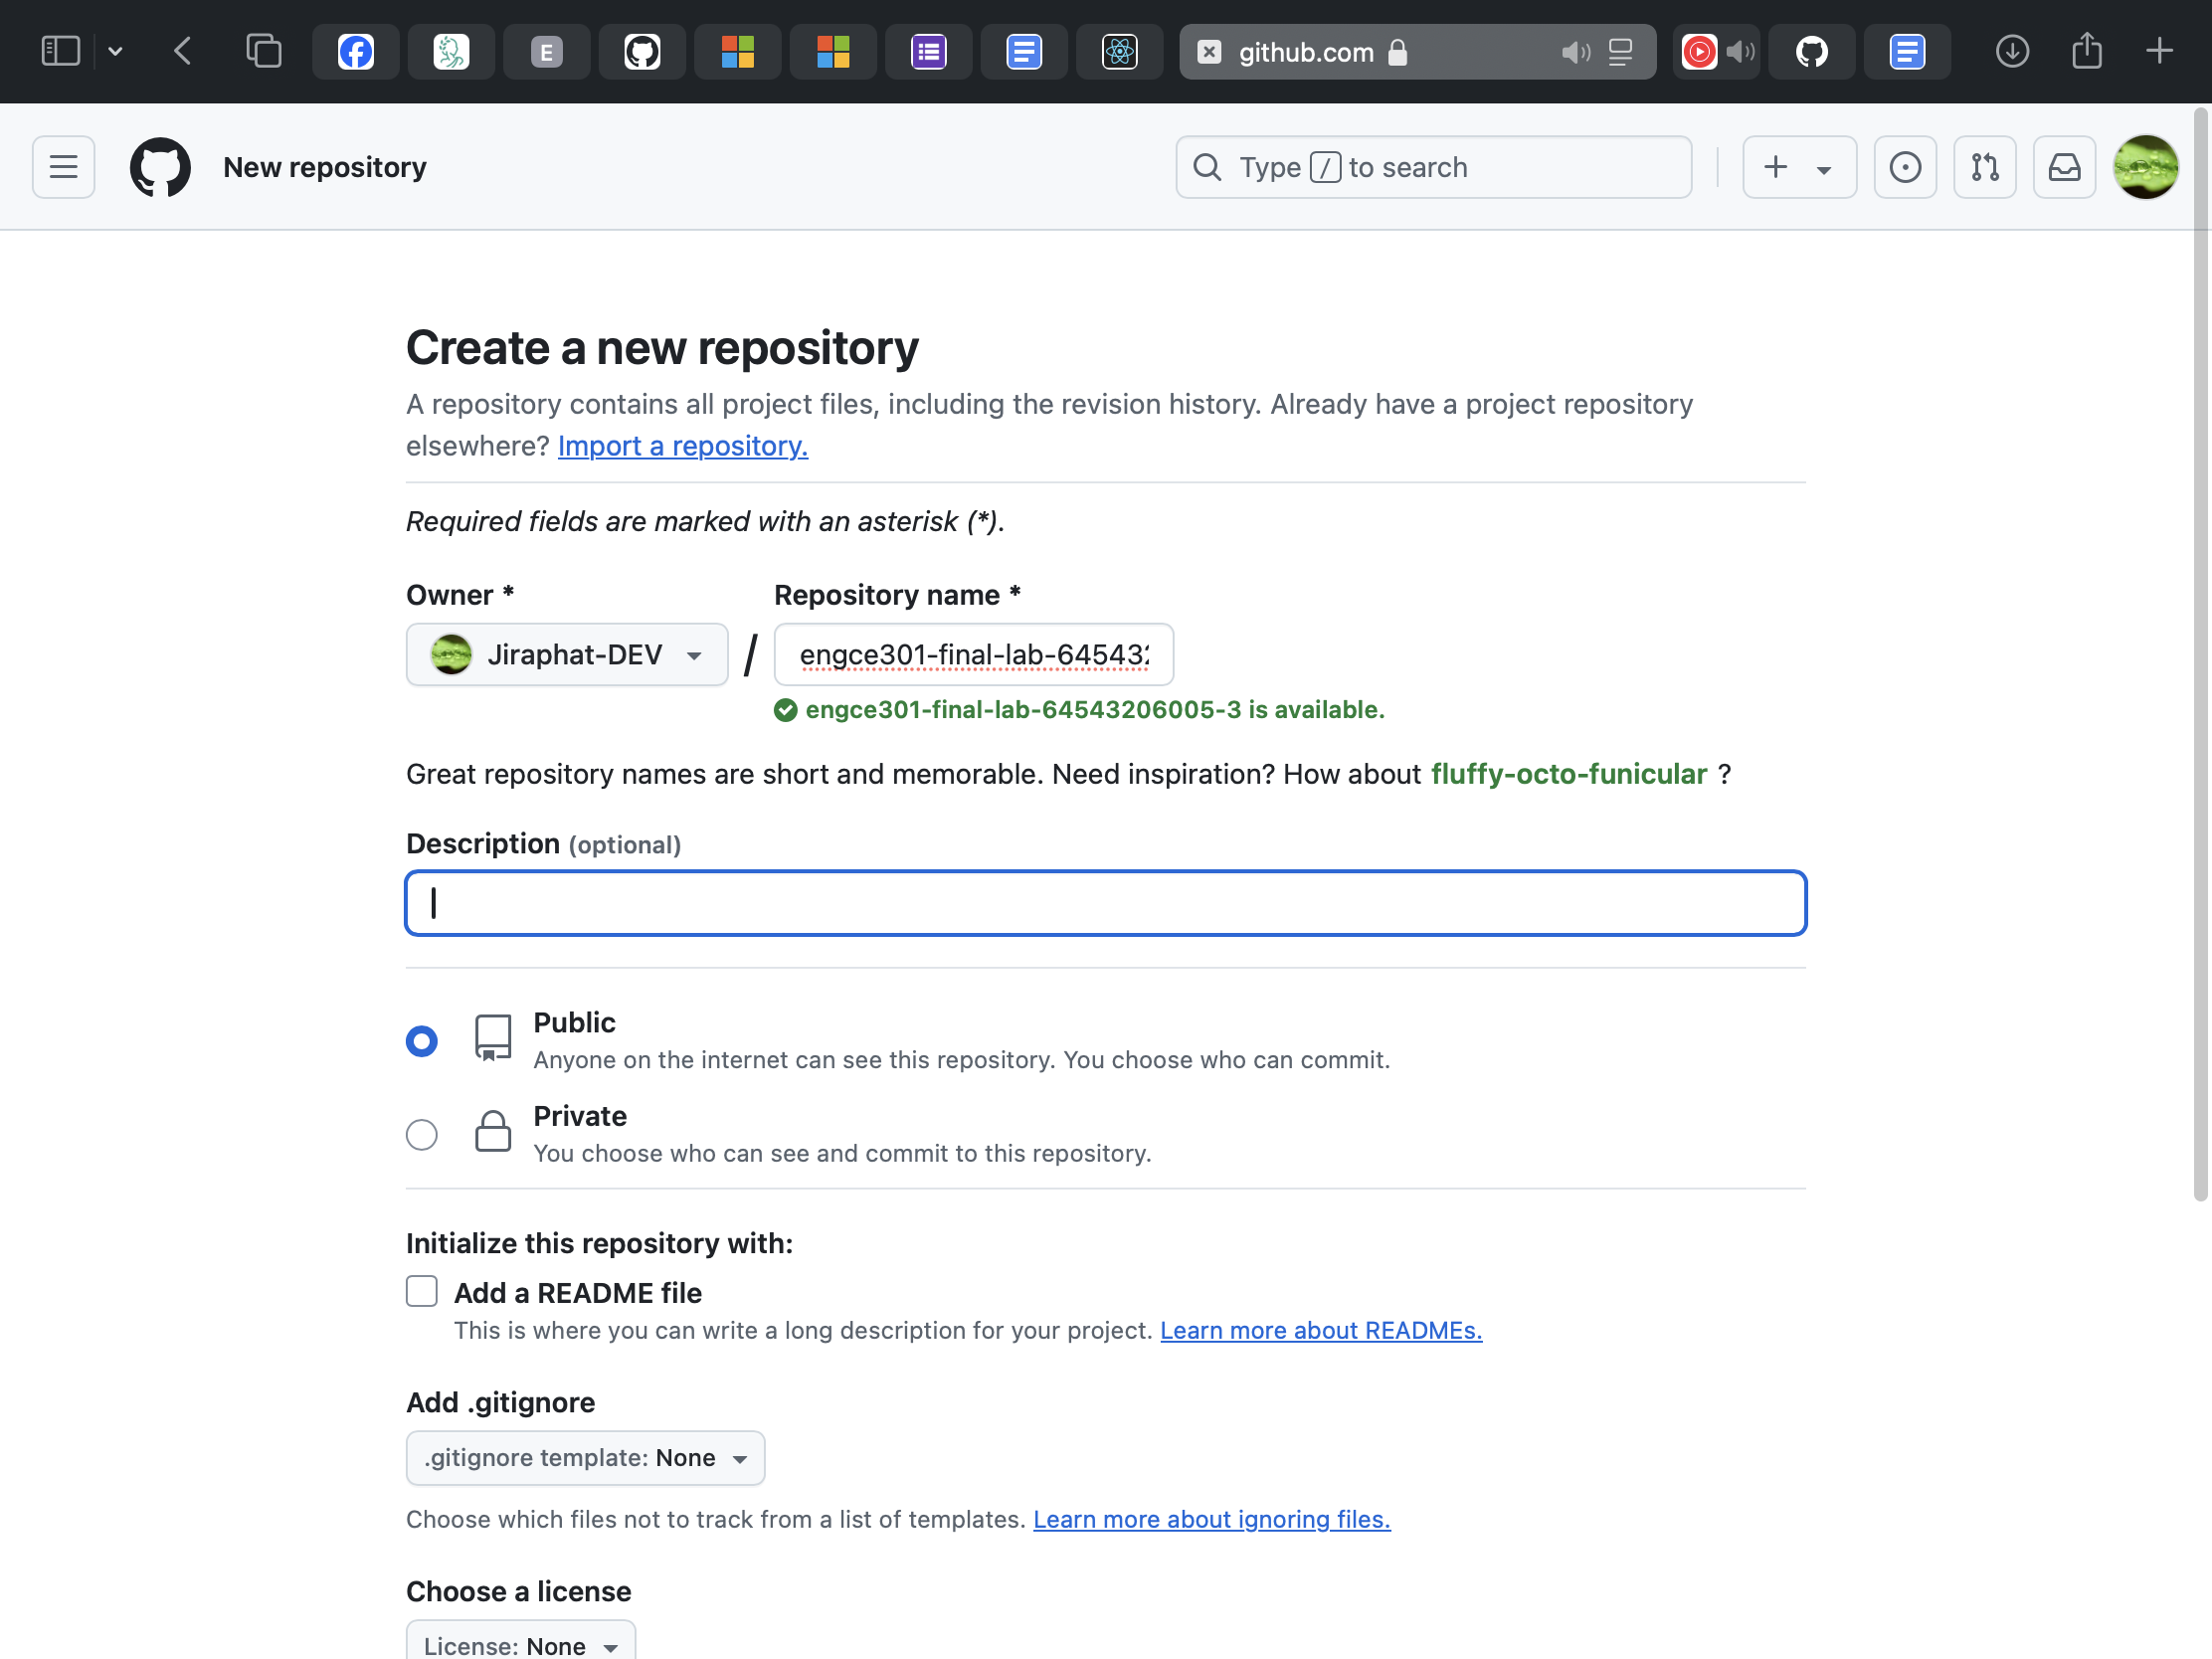 E
github.com
New repository
Type / to search
Create a new repository
A repository contains all project files, including the revision history. Already have a project repository
elsewhere? Import a repository.
Required fields are marked with an asterisk (*).
Owner *
Repository name *
Jiraphat-DEV
/
engce301-final-lab-64543
engce301-final-lab-64543206005-3 is available.
Great repository names are short and memorable. Need inspiration? How about fluffy-octo-funicular ?
Description (optional)
Public
Anyone on the internet can see this repository. You choose who can commit.
Private
You choose who can see and commit to this repository.
Initialize this repository with:
Add a README file
This is where you can write a long description for your project. Learn more about READMEs.
Add .gitignore
.gitignore template: None
Choose which files not to track from a list of templates. Learn more about ignoring files.
Choose a license
License: None